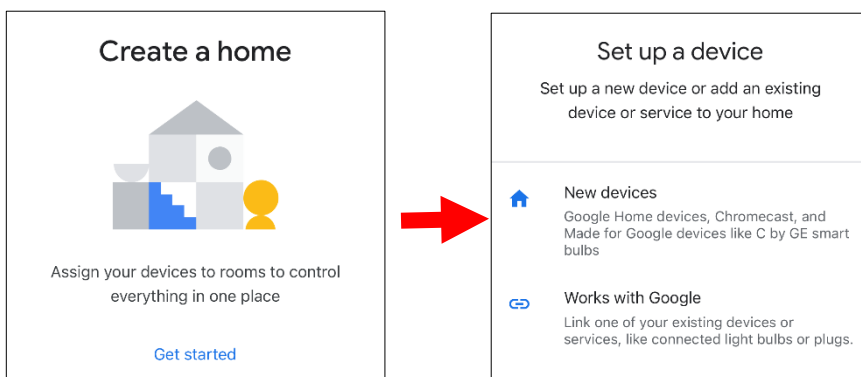 Create a home
Assign your devices to rooms to control
everything in one place
Get started
Set up a device
Set up a new device or add an existing
device or service to your home
New devices
Google Home devices, Chromecast, and
Made for Google devices like C by GE smart
bulbs
Works with Google
Link one of your existing devices or
services, like connected light bulbs or plugs.